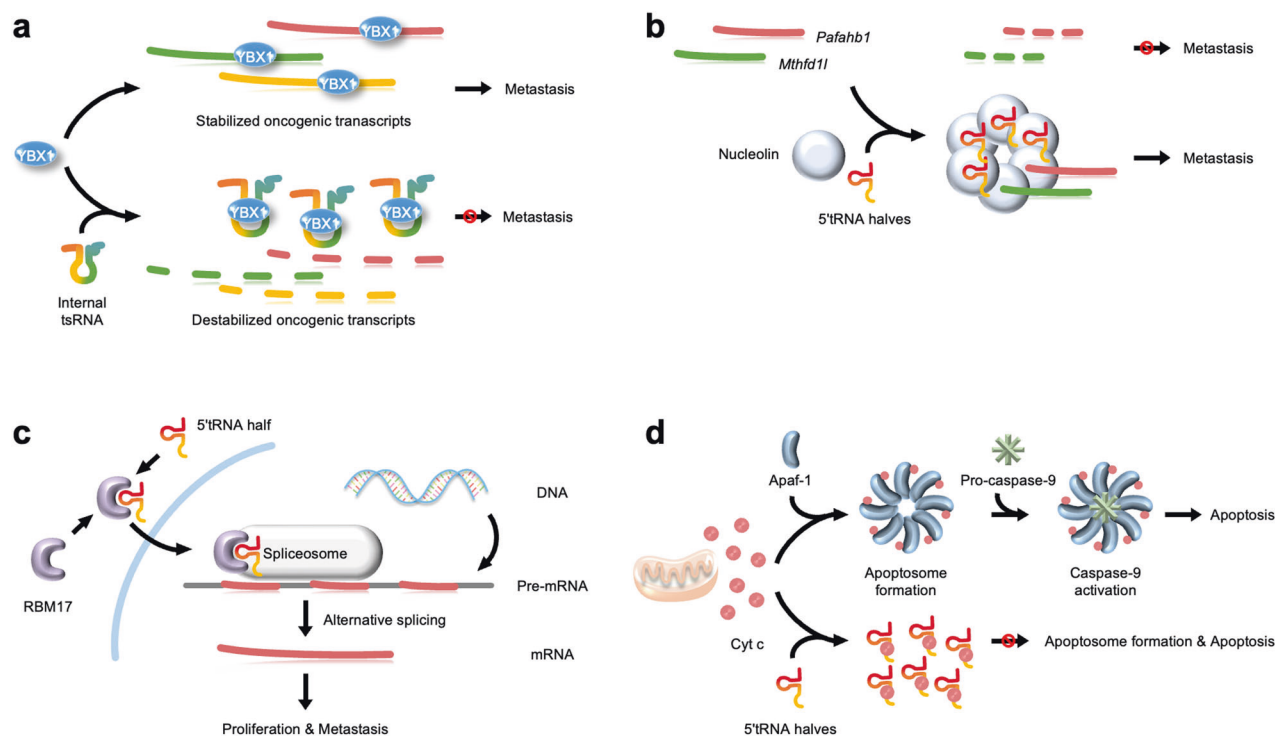 a
YBX1
YBX1
YBX1
Stabilized oncogenic transcripts
Metastasis
YBX1
YBX1
YBX1
YBX1
Metastasis
Internal
tsRNA
Destabilized oncogenic transcripts
b
Pafahb1
Mthfd1l
Metastasis
Nucleolin
5'tRNA halves
Metastasis
c
5'tRNA half
DNA
Spliceosome
RBM17
Pre-mRNA
Alternative splicing
mRNA
Proliferation & Metastasis
d
Apaf-1
Pro-caspase-9
Apoptosis
Apoptosome
formation
Caspase-9
activation
Cyt c
Apoptosome formation & Apoptosis
5'tRNA halves